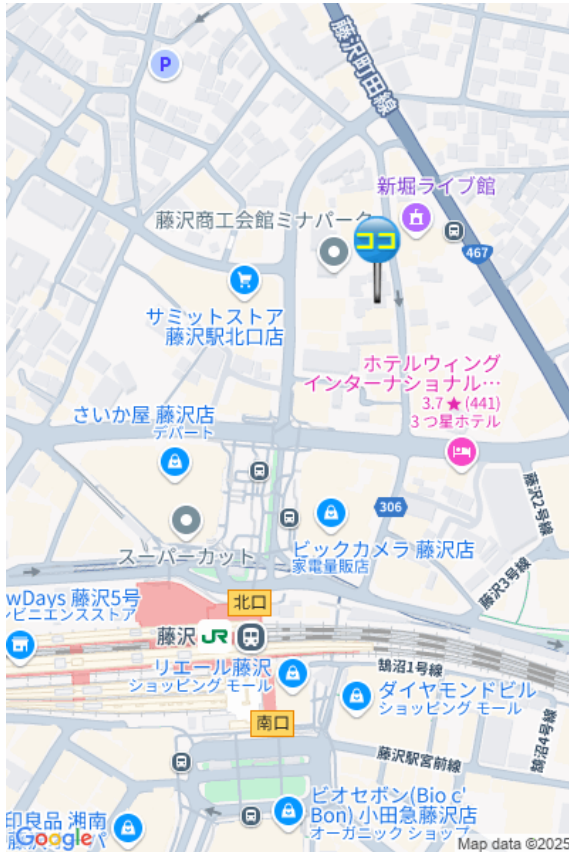 P
藤沢町田線
新堀ライブ館
藤沢商工会館ミナパーク
ココ
467
サミットストア
藤沢駅北口店
ホテルウィング
インターナショナル…
3.7★(441)
3 つ星ホテル
さいか屋 藤沢店
デパート
藤沢2号線
306
ビックカメラ 藤沢店
家電量販店
スーパーカット
藤沢3号線
wDays 藤沢5号
ンビニエンスストア
北口
藤沢 JR
鵠沼1号線
リエール藤沢
ショッピング モール
ダイヤモンドビル
ショッピング モール
鵠沼4号線
南口
藤沢駅宮前線
ビオセボン(Bio c'
Bon) 小田急藤沢店
オーガニック ショップ
印良品 湘南
Google
Map data ©2025